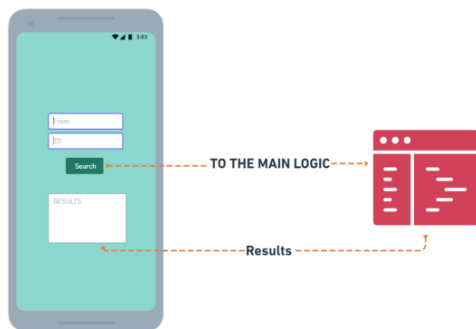 3:03
From
TO
Search
TO THE MAIN LOGIC
RESULTS
Results